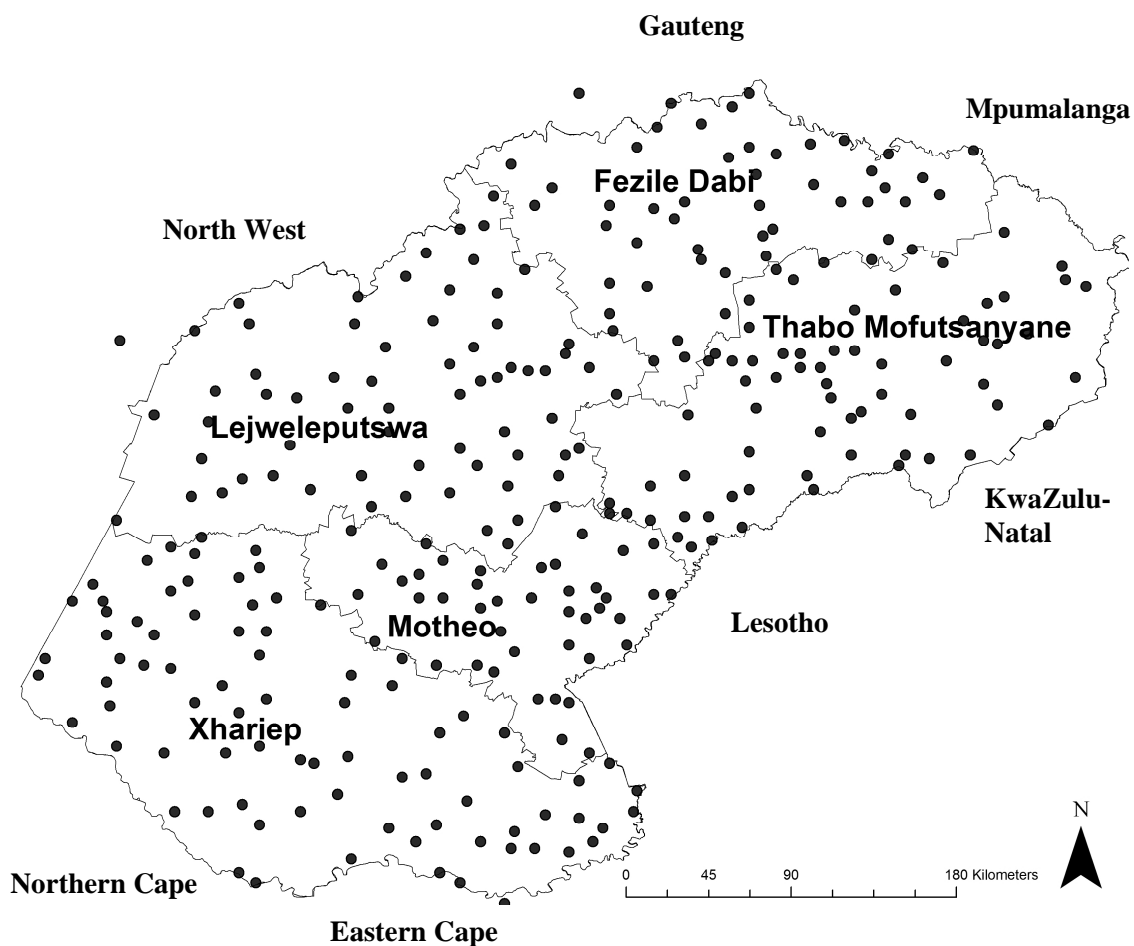 Gauteng
Mpumalanga
Fezile Dabi
North West
Thabo Mofutsanyane
Lejweleputswa
KwaZulu-
Natal
Motheo
Lesotho
Xhariep
N
Northern Cape
0 45 90 180 Kilometers
Eastern Cape